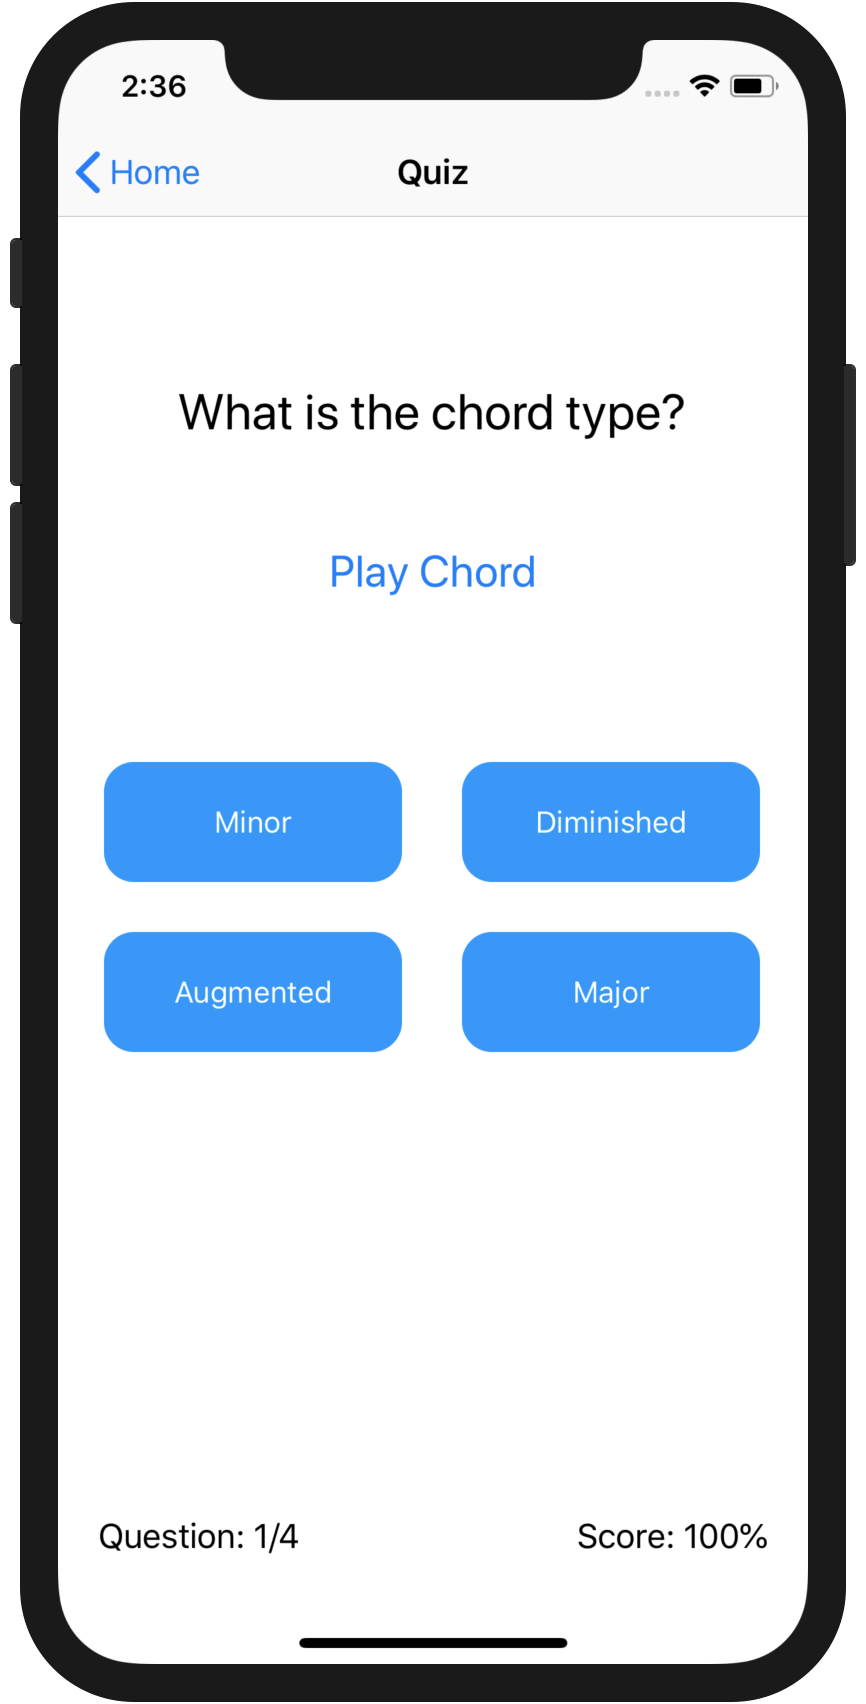 2:36
Home
Quiz
What is the chord type?
Play Chord
Minor
Diminished
Augmented
Major
Question: 1/4
Score: 100%